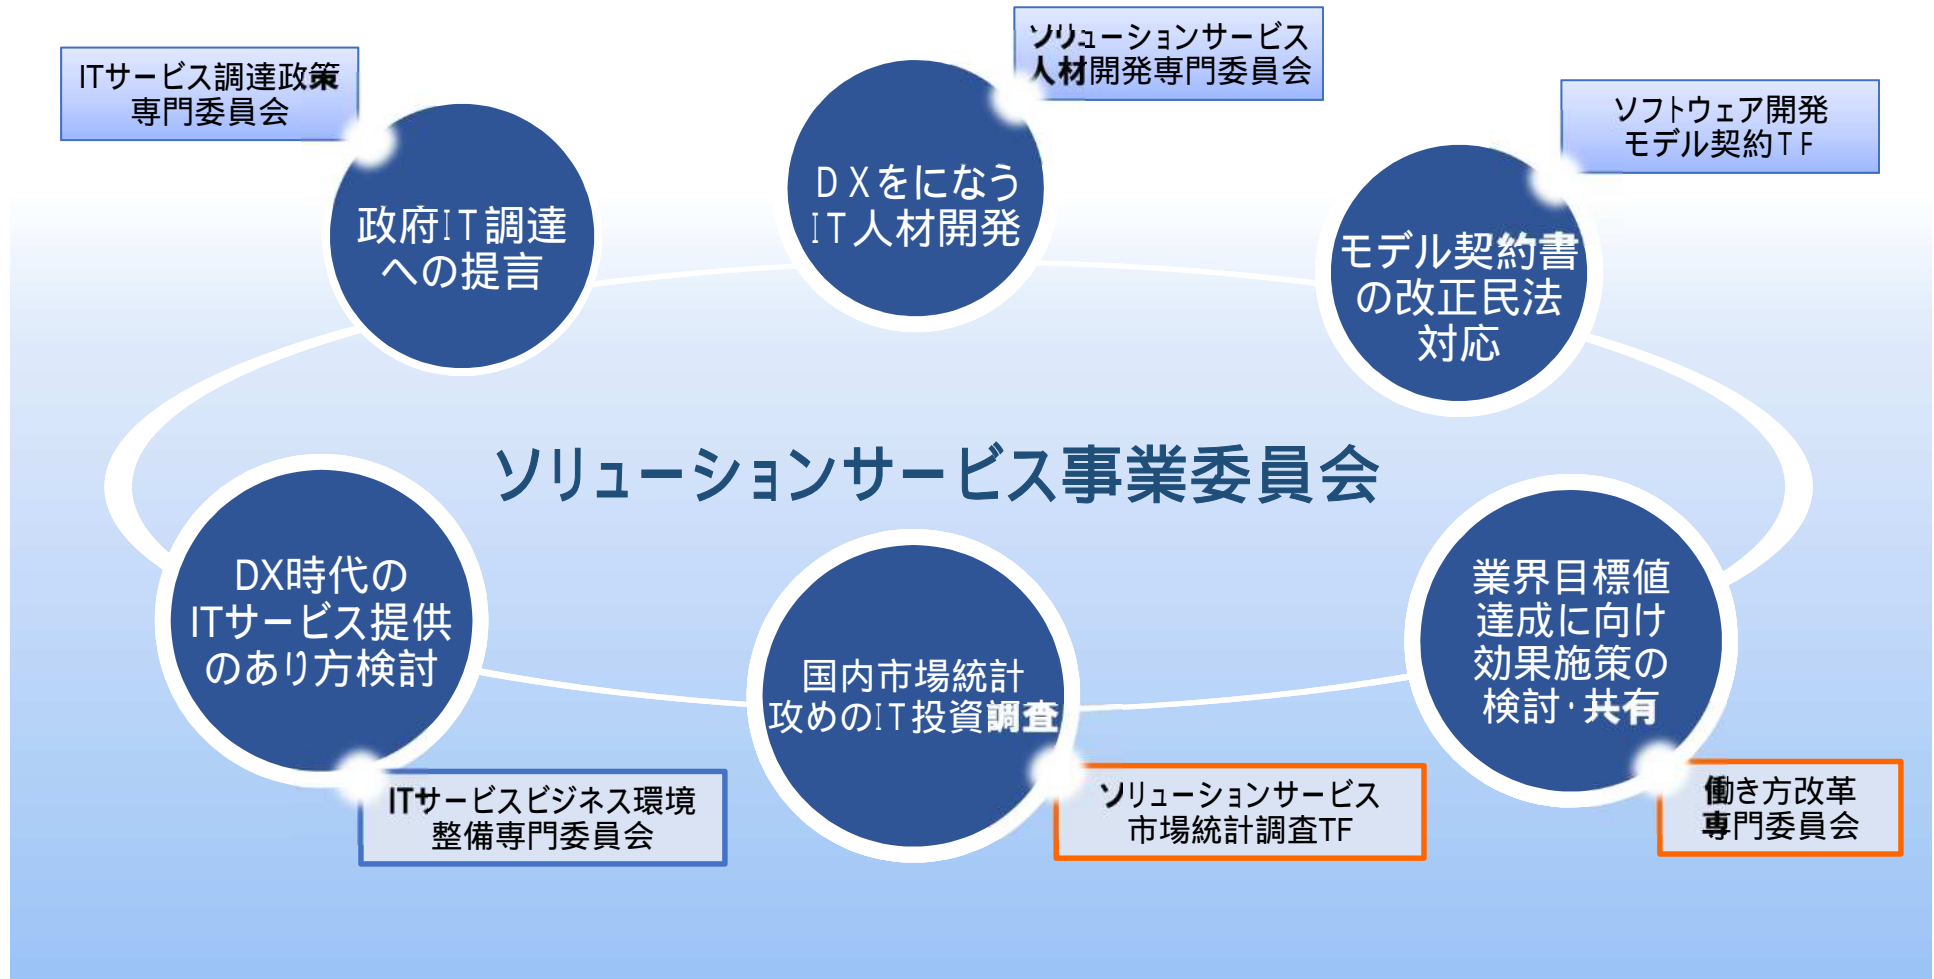 ITサービス調達政策
専門委員会
政府IT調達
への提言
ソリューションサービス
人材開発専門委員会
DXをになう
IT人材開発
ソフトウェア開発
モデル契約TF
モデル契約書
の改正民法
対応
ソリューションサービス事業委員会
DX時代の
ITサービス提供
のあり方検討
ITサービスビジネス環境
整備専門委員会
国内市場統計
攻めのIT投資調査
ソリューションサービス
市場統計調査TF
業界目標値
達成に向け
効果施策の
検討・共有
働き方改革
専門委員会